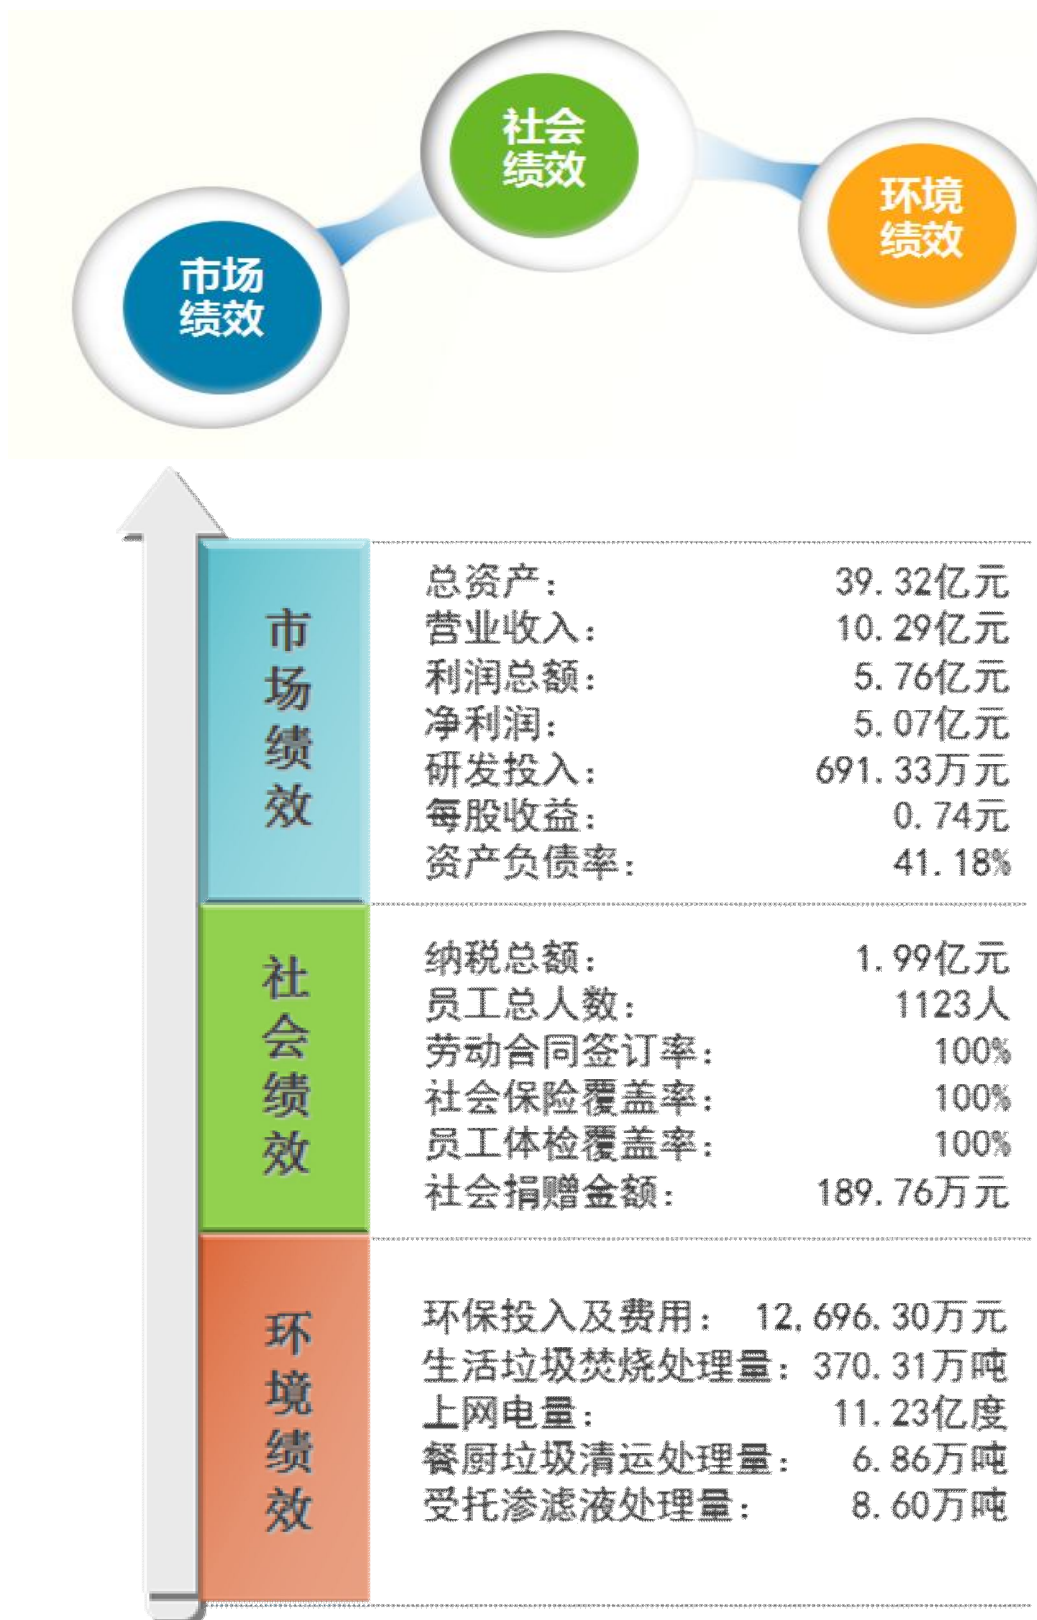 社会
绩效
环境
绩效
市场
绩效
市场绩效
总资产: 39.32亿元
营业收入: 10.29亿元
利润总额: 5.76亿元
净利润: 5.07亿元
研发投入: 691.33万元
每股收益: 0.74元
资产负债率: 41.18%
社会绩效
纳税总额: 1.99亿元
员工总人数: 1123人
劳动合同签订率: 100%
社会保险覆盖率: 100%
员工体检覆盖率: 100%
社会捐赠金额: 189.76万元
环境绩效
环保投入及费用: 12,696.30万元
生活垃圾焚烧处理量: 370.31万吨
上网电量: 11.23亿度
餐厨垃圾清运处理量: 6.86万吨
受托渗滤液处理量: 8.60万吨